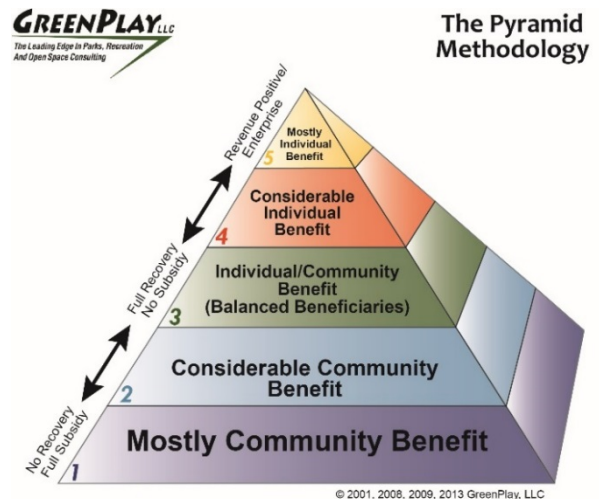 GREENPLAY LLC
The Leading Edge In Parks, Recreation
And Open Space Consulting
The Pyramid
Methodology
Revenue Positive/
Enterprise
Mostly
Individual
Benefit
5
Considerable
Individual
Benefit
4
Full Recovery
No Subsidy
Individual/Community
Benefit
(Balanced Beneficiaries)
3
Considerable Community
Benefit
2
No Recovery
Full Subsidy
Mostly Community Benefit
1
© 2001, 2008, 2009, 2013 GreenPlay, LLC